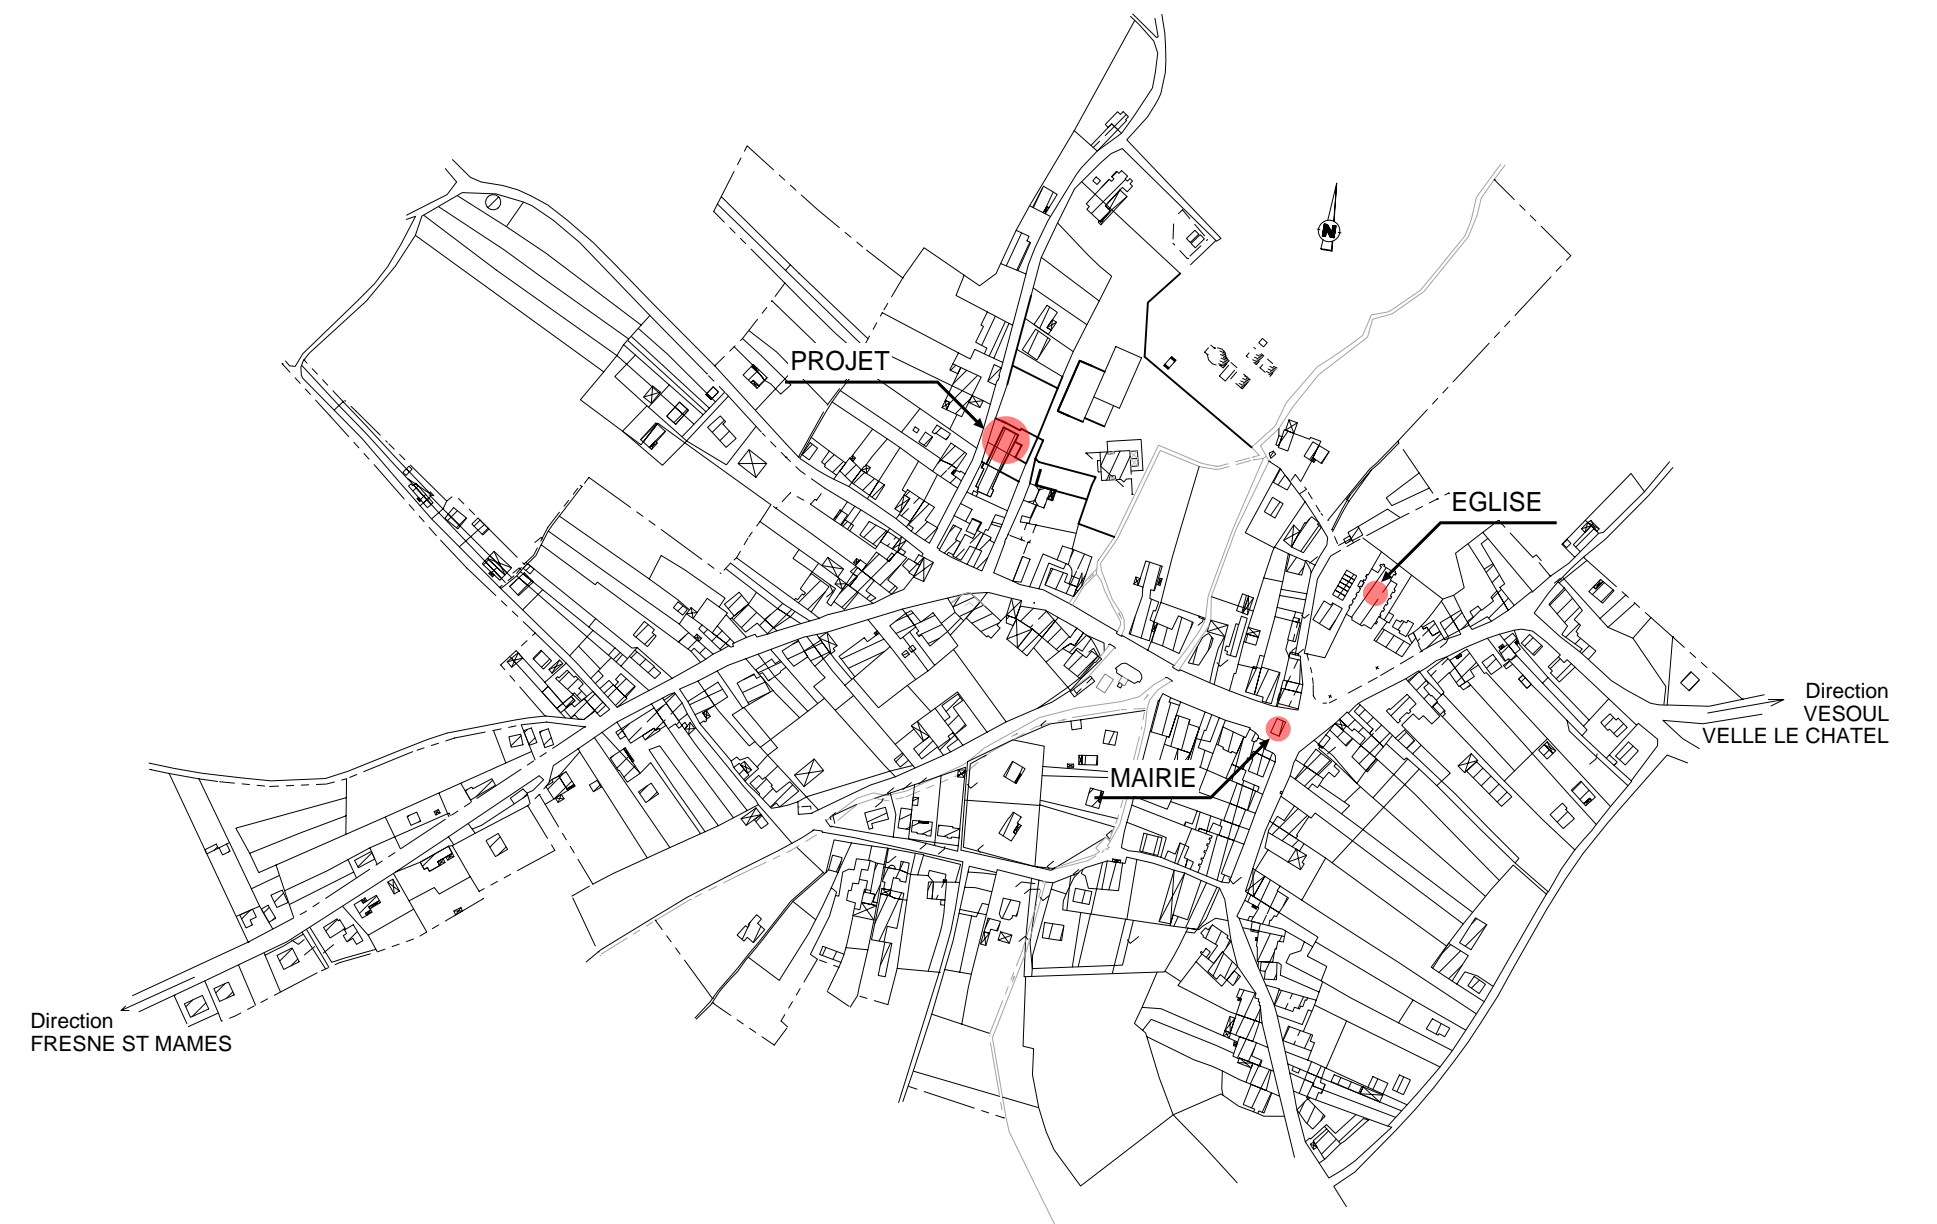 N
PROJET
EGLISE
Direction
VESOUL
VELLE LE CHATEL
MAIRIE
Direction
FRESNE ST MAMES